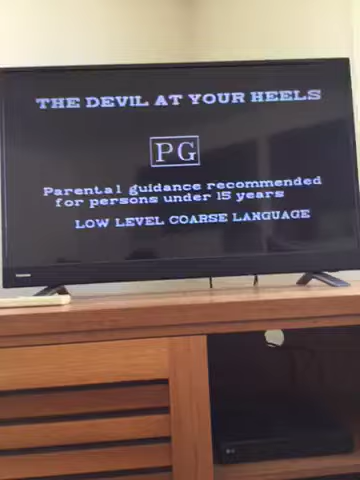 THE DEVIL AT YOUR HEELS
PG
Parental guidance recommended
for persons under 15 years
LOW LEVEL COARSE LANGUAGE